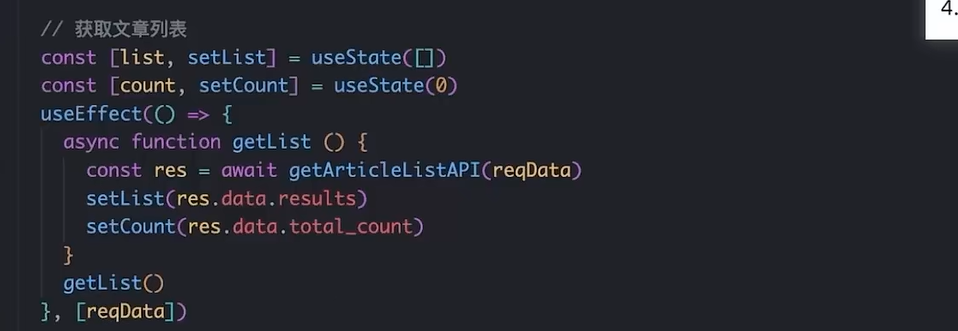 4.
// 获取文章列表
const [list, setList] = useState([])
const [count, setCount] = useState(0)
useEffect(() => {
async function getList () {
const res = await getArticleListAPI(reqData)
setList(res.data.results)
setCount(res.data.total_count)
}
getList()
}, [reqData])